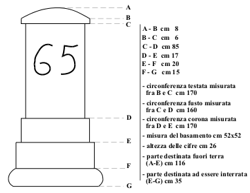 A
B
C
65
A - B cm 8
B - C cm 6
C - D cm 85
D - E cm 17
E - F cm 20
F - G cm 15
- circonferenza testata misurata
fra B e C cm 170
- circonferenza fusto misurata
fra C e D cm 160
- circonferenza corona misurata
fra D e E cm 170
- misura del basamento cm 52x52
- altezza delle cifre cm 26
- parte destinata fuori terra
(A-E) cm 116
- parte destinata ad essere interrata
(E-G) cm 35
D
E
F
G